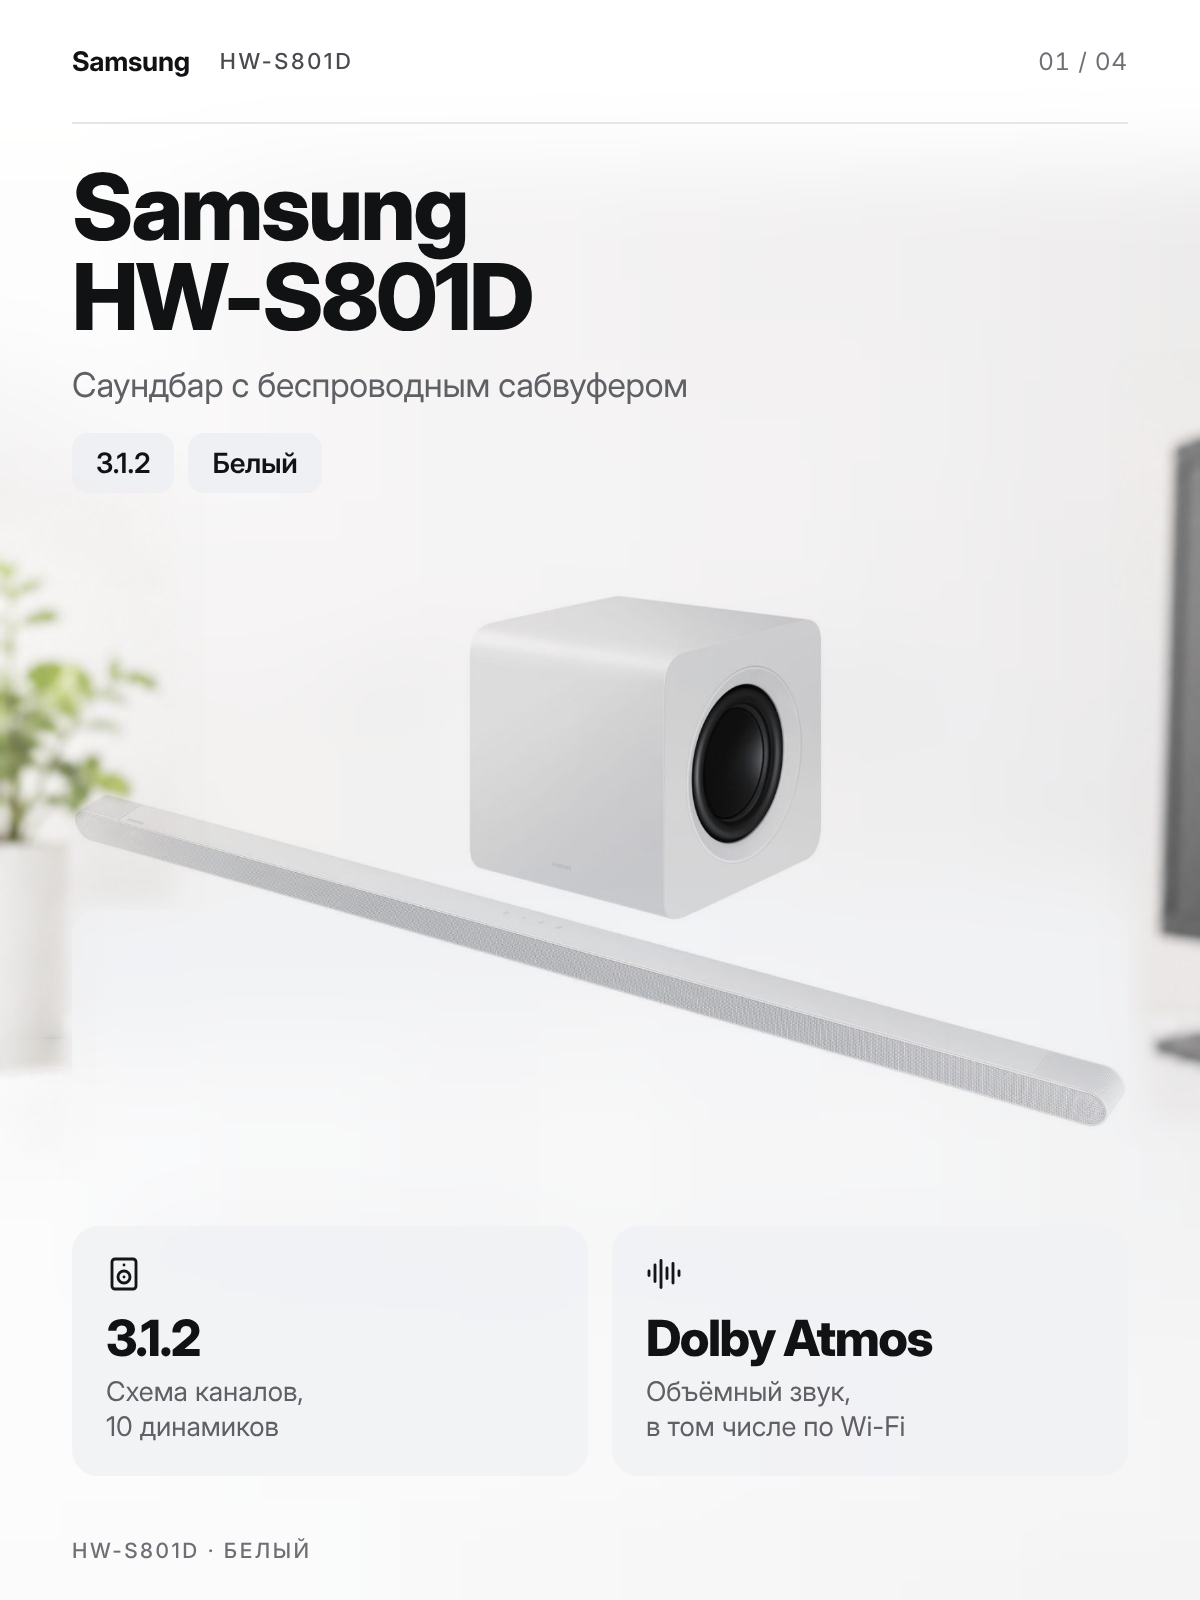 Samsung HW-S801D 01 / 04
Samsung
HW-S801D
Саундбар с беспроводным сабвуфером
3.1.2 Белый
3.1.2
Схема каналов,
10 динамиков
Dolby Atmos
Объёмный звук,
в том числе по Wi-Fi
HW-S801D · БЕЛЫЙ